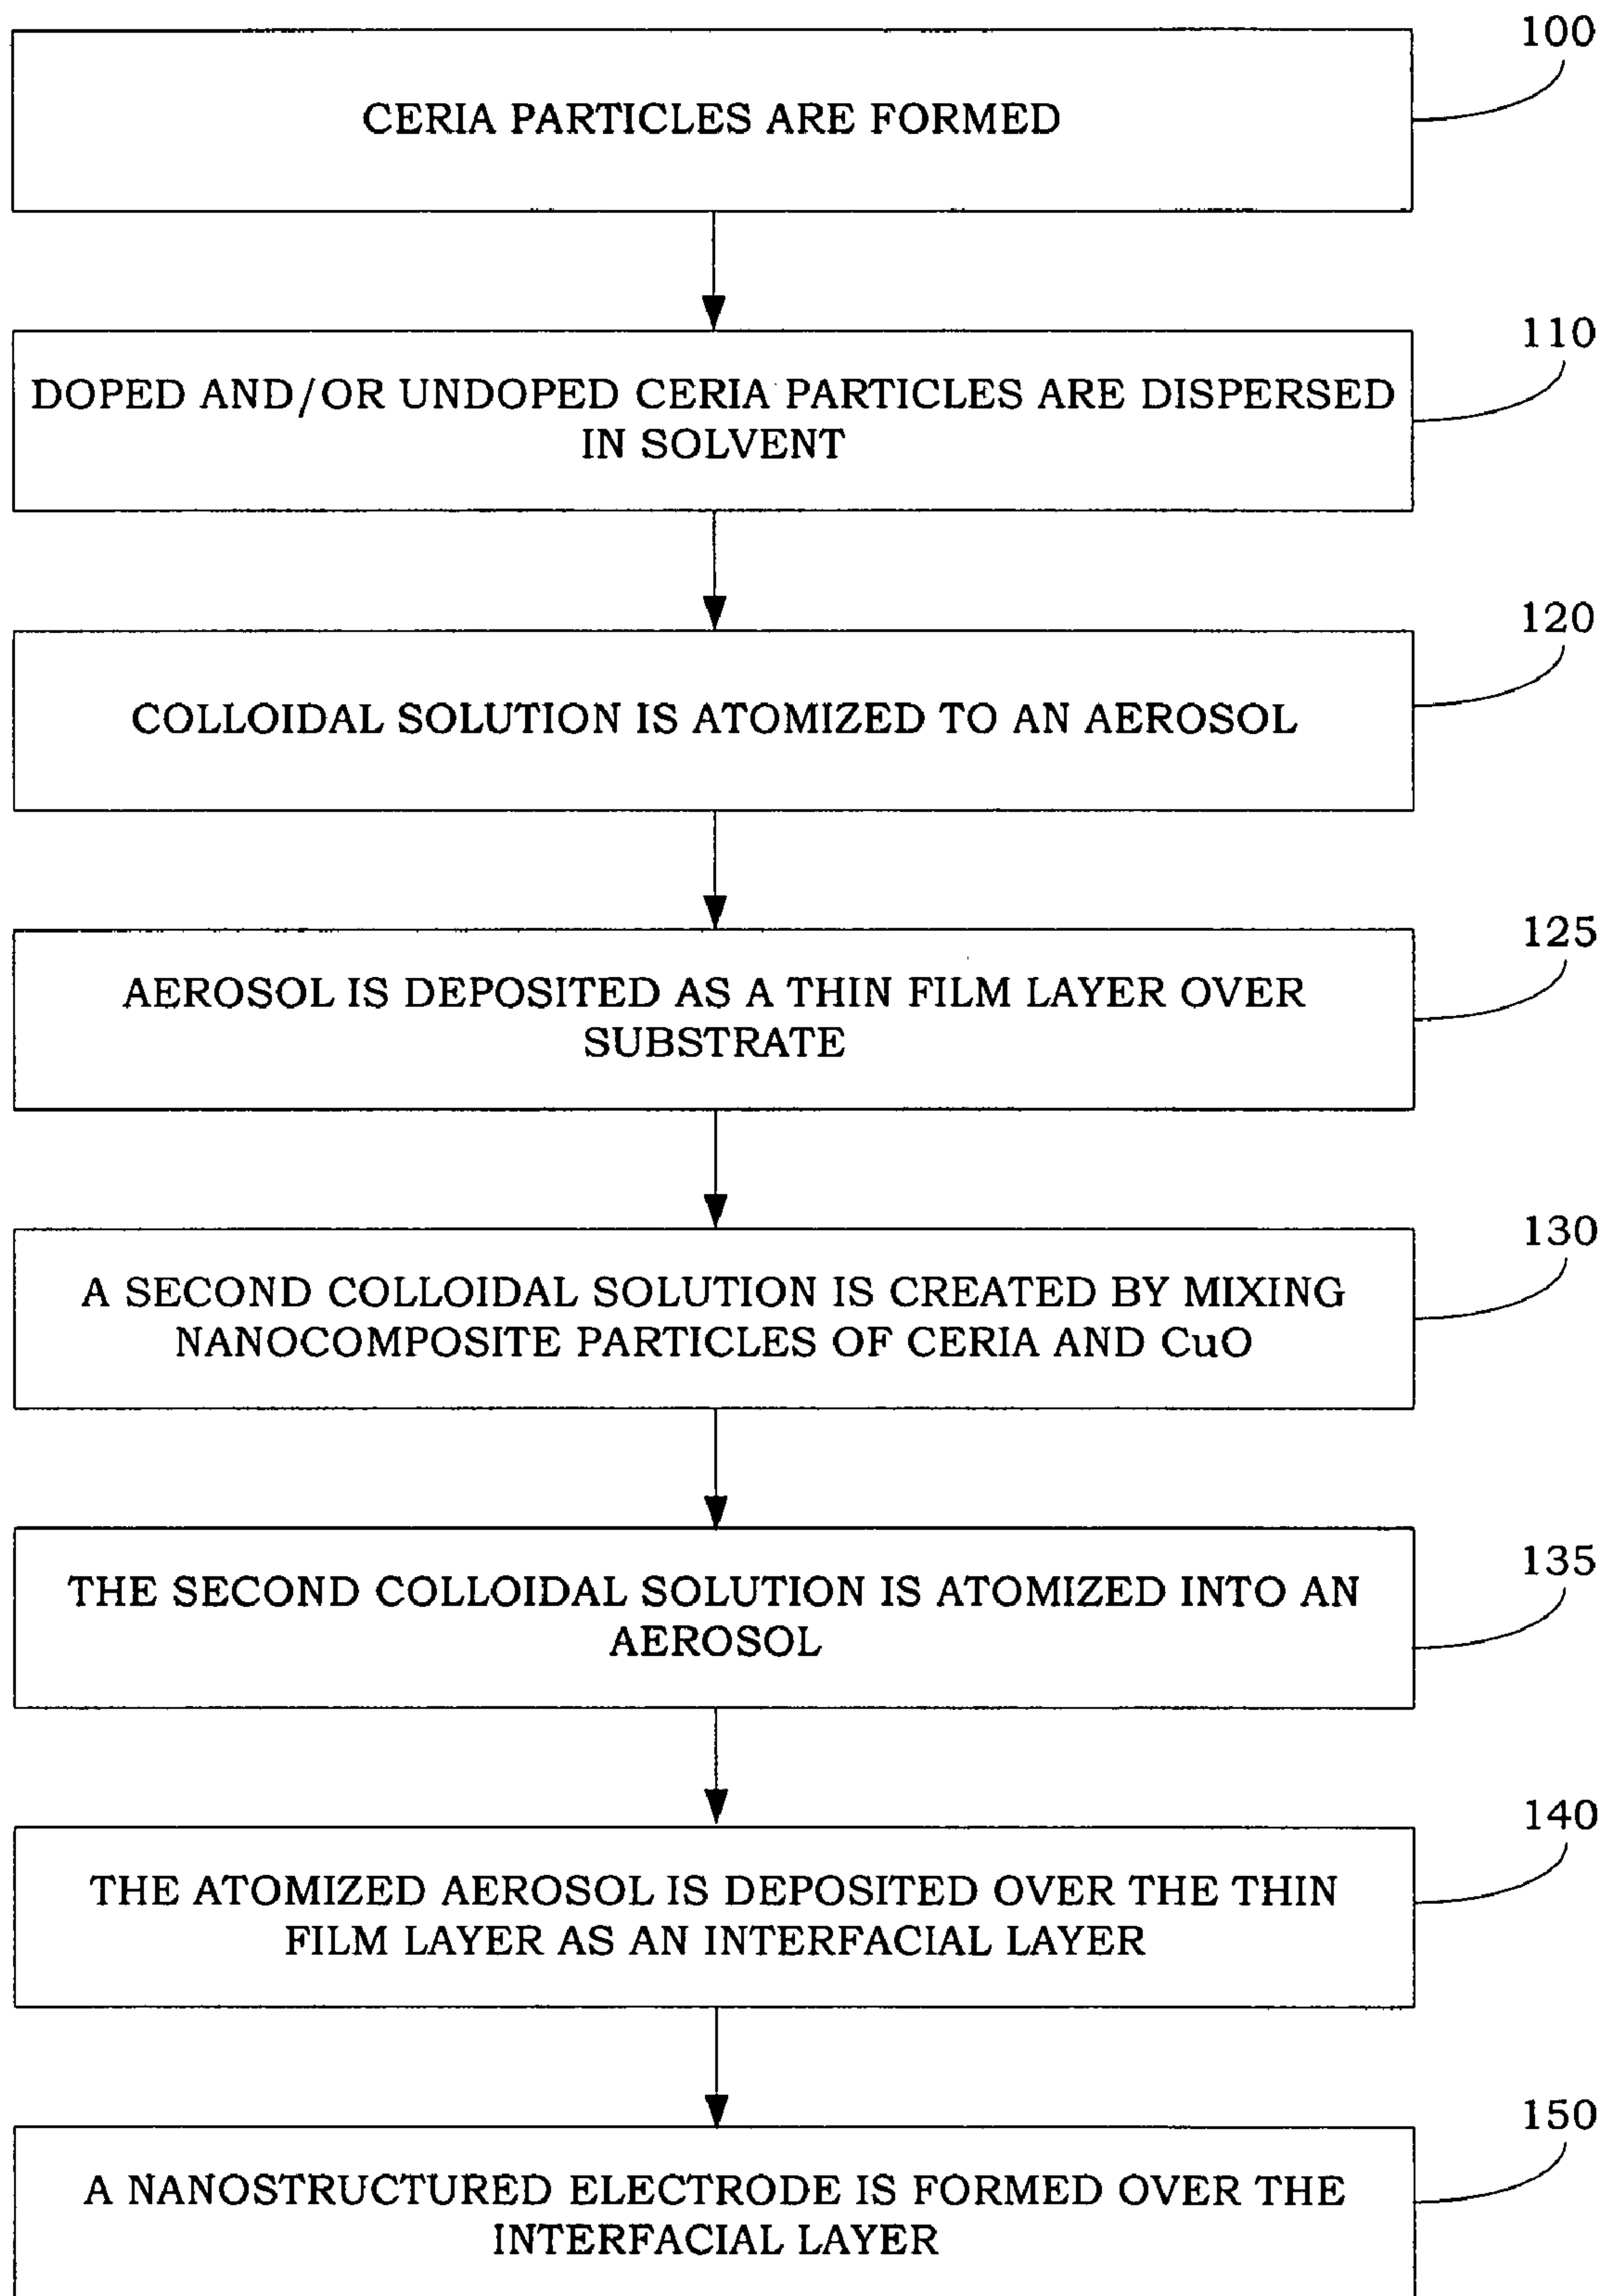 100
CERIA PARTICLES ARE FORMED
110
DOPED AND/OR UNDOPED CERIA PARTICLES ARE DISPERSED
IN SOLVENT
120
COLLOIDAL SOLUTION IS ATOMIZED TO AN AEROSOL
125
AEROSOL IS DEPOSITED AS A THIN FILM LAYER OVER
SUBSTRATE
130
A SECOND COLLOIDAL SOLUTION IS CREATED BY MIXING
NANOCOMPOSITE PARTICLES OF CERIA AND CuO
135
THE SECOND COLLOIDAL SOLUTION IS ATOMIZED INTO AN
AEROSOL
140
THE ATOMIZED AEROSOL IS DEPOSITED OVER THE THIN
FILM LAYER AS AN INTERFACIAL LAYER
150
A NANOSTRUCTURED ELECTRODE IS FORMED OVER THE
INTERFACIAL LAYER